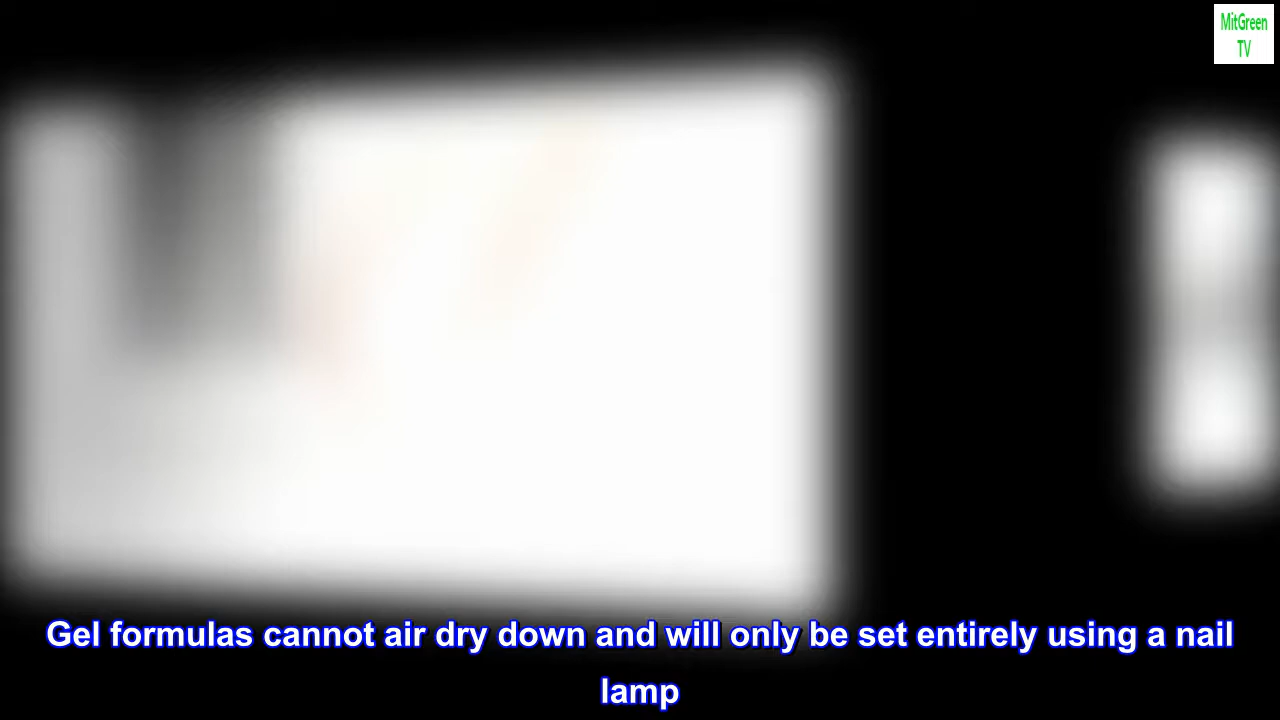 MitGreen
TV
Gel formulas cannot air dry down and will only be set entirely using a nail
lamp